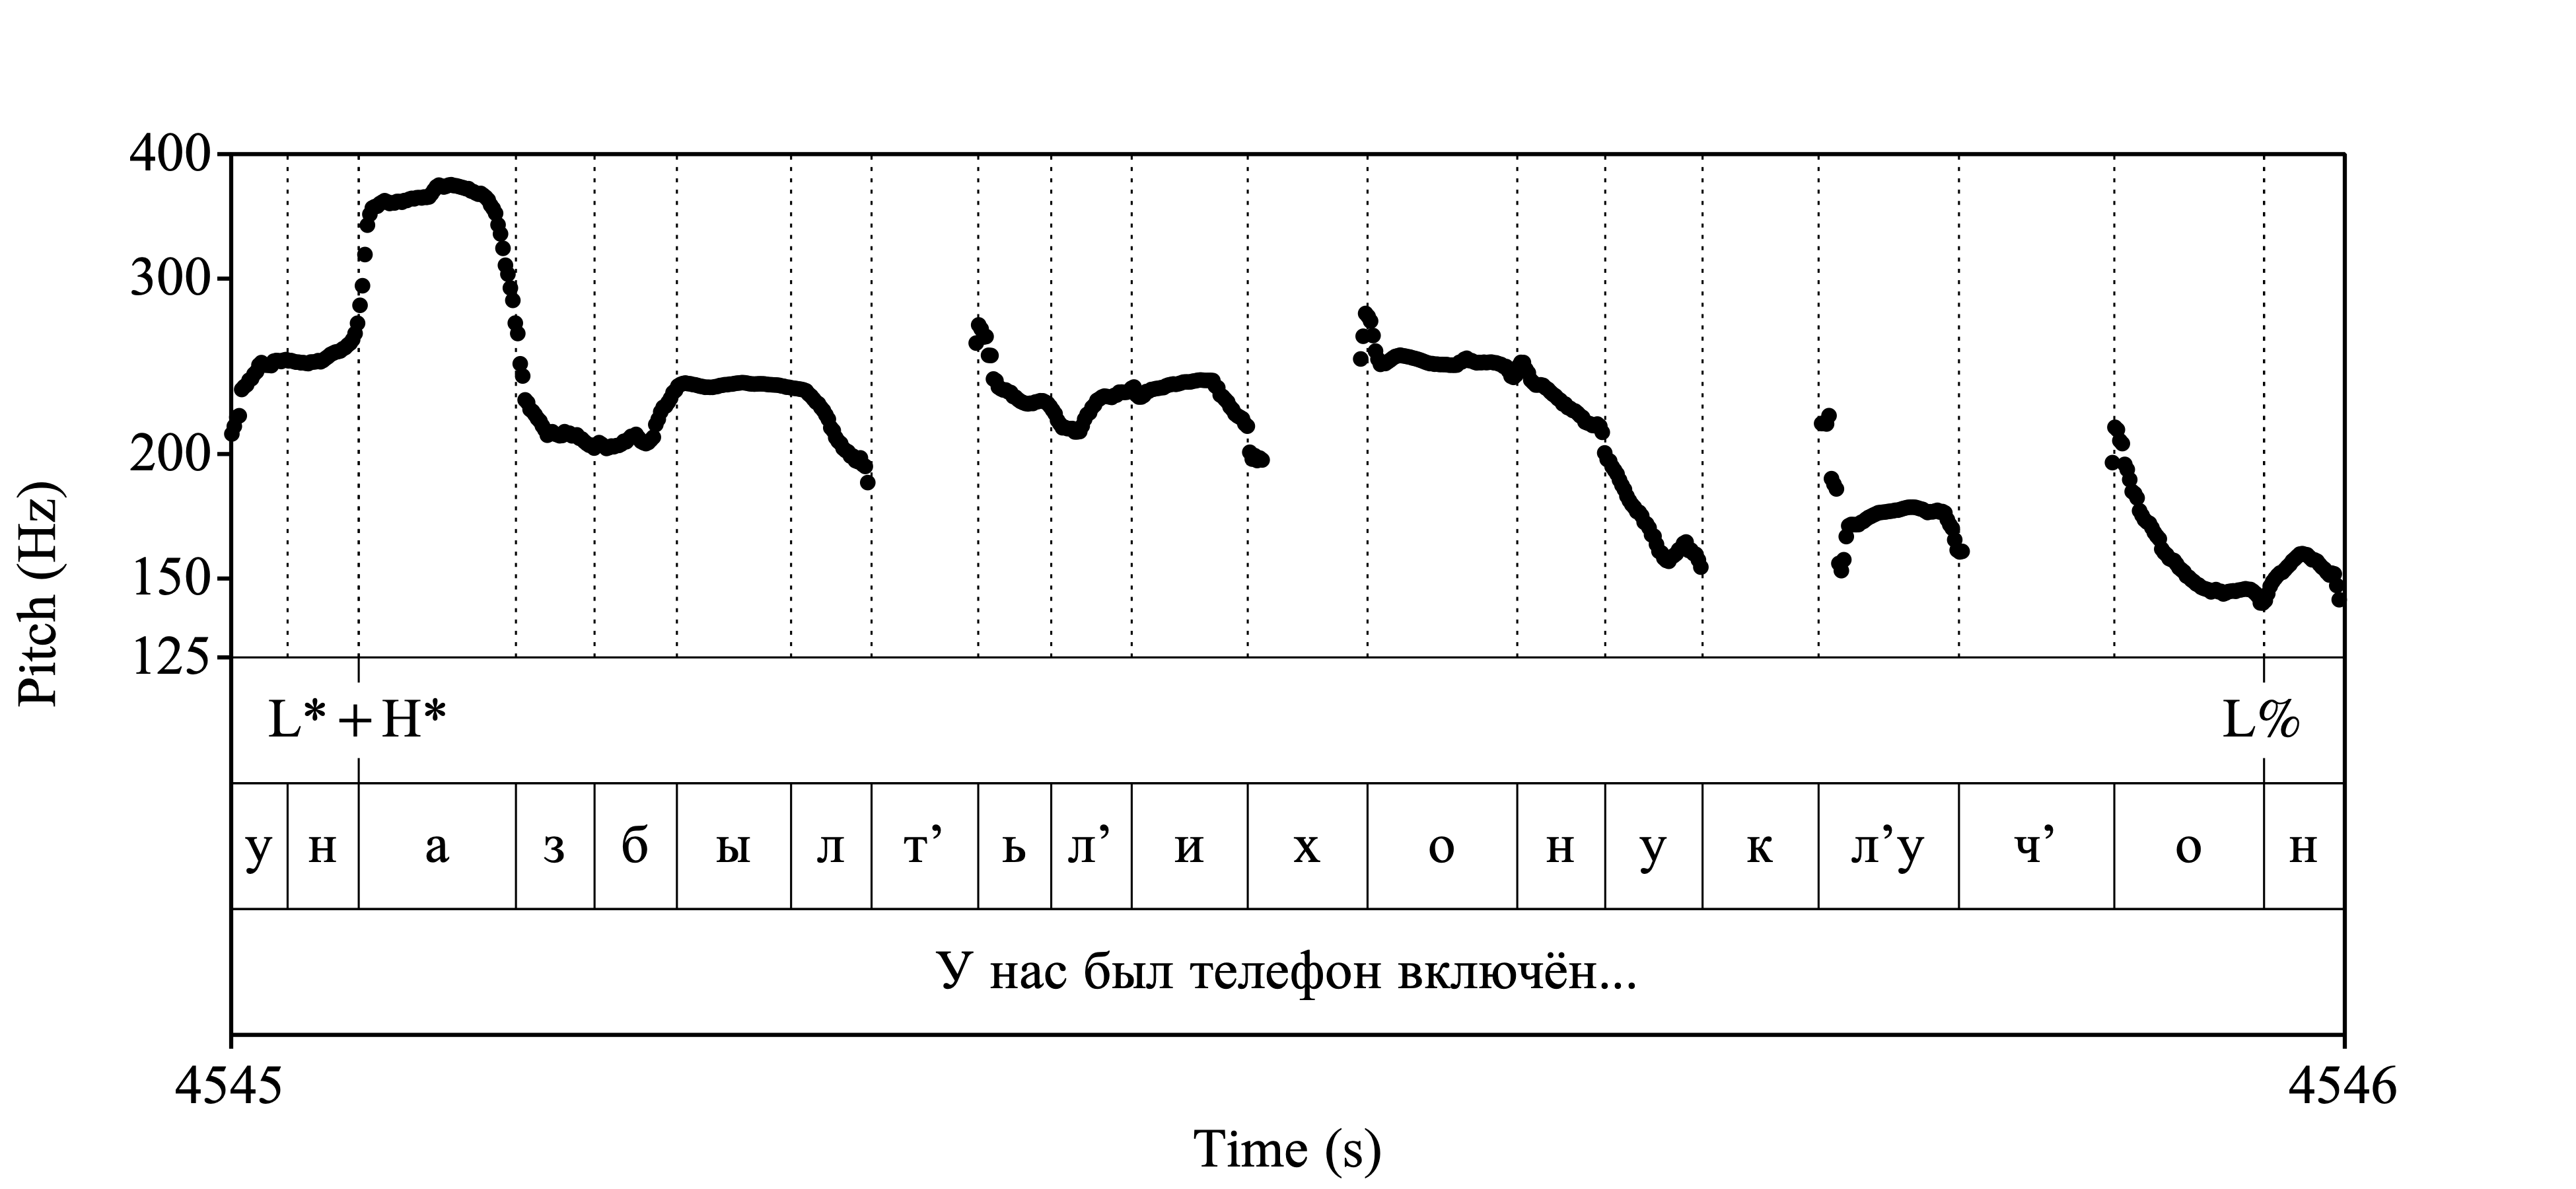 400
300
200
150
125
Pitch (Hz)
L* + H* L%
у н а з б ы л т’ ь л’ и х о н у к л’у ч’ о н
У нас был телефон включён...
4545 4546
Time (s)